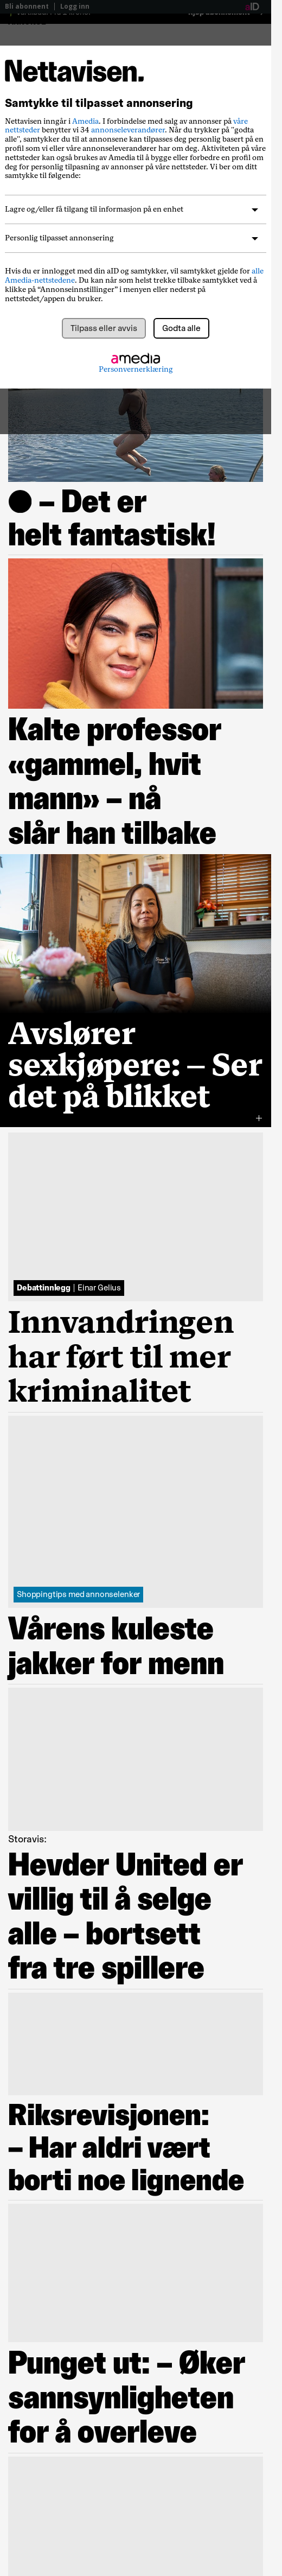 Bli abonnent | Logg inn
aID
Nettavisen.
Samtykke til tilpasset annonsering
Nettavisen inngår i Amedia. I forbindelse med salg av annonser på våre
nettsteder benytter vi 34 annonseleverandører. Når du trykker på "godta
alle", samtykker du til at annonsene kan tilpasses deg personlig basert på en
profil som vi eller våre annonseleverandører har om deg. Aktiviteten på våre
nettsteder kan også brukes av Amedia til å bygge eller forbedre en profil om
deg for personlig tilpasning av annonser på våre nettsteder. Vi ber om ditt
samtykke til følgende:
Lagre og/eller få tilgang til informasjon på en enhet
Personlig tilpasset annonsering
Hvis du er innlogget med din aID og samtykker, vil samtykket gjelde for alle
Amedia-nettstedene. Du kan når som helst trekke tilbake samtykket ved å
klikke på “Annonseinnstillinger” i menyen eller nederst på
nettstedet/appen du bruker.
Tilpass eller avvis
Godta alle
amedia
Personvernerklæring
– Det er
helt fantastisk!
Kalte professor
«gammel, hvit
mann» – nå
slår han tilbake
Avslører
sexkjøpere: – Ser
det på blikket
Debattinnlegg | Einar Gelius
Innvandringen
har ført til mer
kriminalitet
Shoppingtips med annonselenker
Vårens kuleste
jakker for menn
Storavis:
Hevder United er
villig til å selge
alle – bortsett
fra tre spillere
Riksrevisjonen:
– Har aldri vært
borti noe lignende
Punget ut: – Øker
sannsynligheten
for å overleve